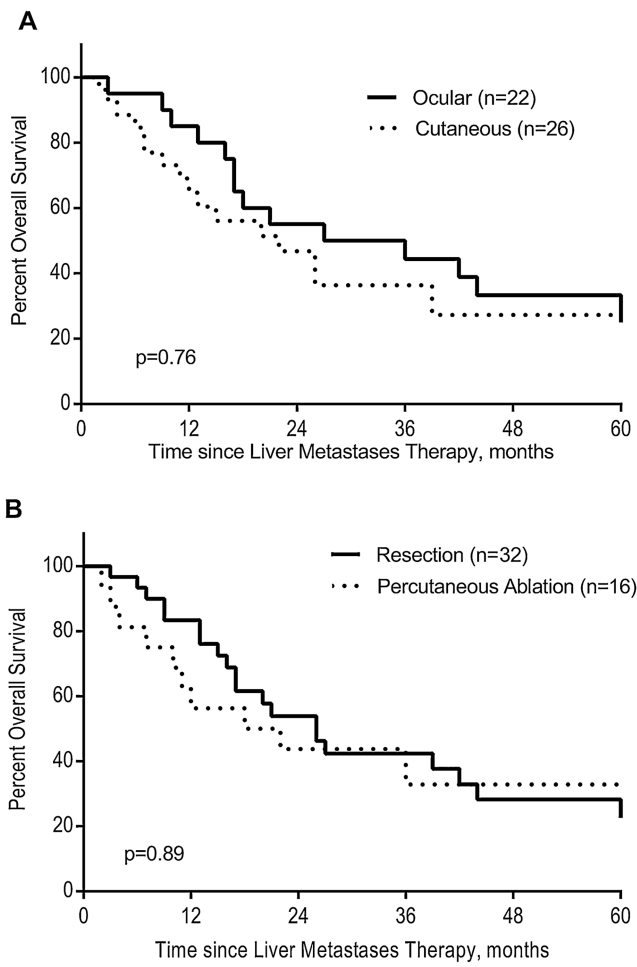 A
Percent Overall Survival
100
80
60
40
20
0
Ocular (n=22)
Cutaneous (n=26)
p=0.76
0 12 24 36 48 60
Time since Liver Metastases Therapy, months
B
Percent Overall Survival
100
80
60
40
20
0
Resection (n=32)
Percutaneous Ablation (n=16)
p=0.89
0 12 24 36 48 60
Time since Liver Metastases Therapy, months